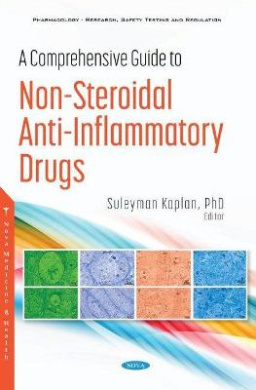 PHARMACOLOGY - RESEARCH, SAFETY TESTING AND REGULATION
A Comprehensive Guide to
Non-Steroidal
Anti-Inflammatory
Drugs
Suleyman Kaplan, PhD
Editor
Nova Medicine & Health
NOVA